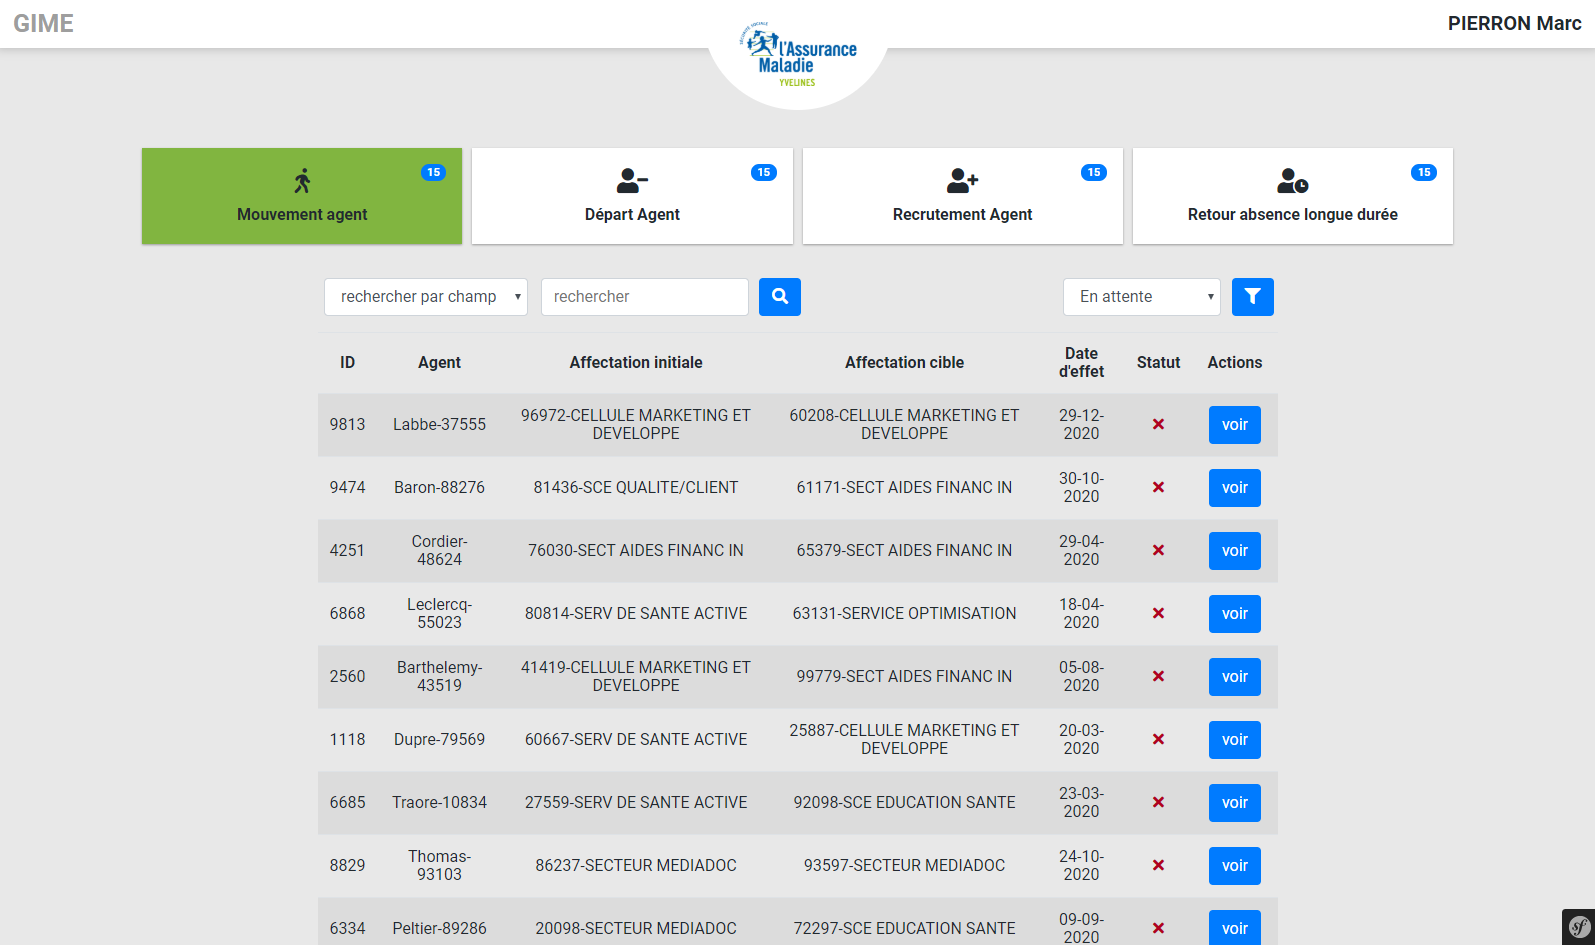 GIME
PIERRON Marc
SÉCURITÉ SOCIALE
l'Assurance
Maladie
YVELINES
15
Mouvement agent
15
Départ Agent
15
Recrutement Agent
15
Retour absence longue durée
rechercher par champ
rechercher
En attente
ID Agent Affectation initiale Affectation cible Date d'effet Statut Actions
9813 Labbe-37555 96972-CELLULE MARKETING ET DEVELOPPE 60208-CELLULE MARKETING ET DEVELOPPE 29-12-2020 voir
9474 Baron-88276 81436-SCE QUALITE/CLIENT 61171-SECT AIDES FINANC IN 30-10-2020 voir
4251 Cordier-48624 76030-SECT AIDES FINANC IN 65379-SECT AIDES FINANC IN 29-04-2020 voir
6868 Leclercq-55023 80814-SERV DE SANTE ACTIVE 63131-SERVICE OPTIMISATION 18-04-2020 voir
2560 Barthelemy-43519 41419-CELLULE MARKETING ET DEVELOPPE 99779-SECT AIDES FINANC IN 05-08-2020 voir
1118 Dupre-79569 60667-SERV DE SANTE ACTIVE 25887-CELLULE MARKETING ET DEVELOPPE 20-03-2020 voir
6685 Traore-10834 27559-SERV DE SANTE ACTIVE 92098-SCE EDUCATION SANTE 23-03-2020 voir
8829 Thomas-93103 86237-SECTEUR MEDIADOC 93597-SECTEUR MEDIADOC 24-10-2020 voir
6334 Peltier-89286 20098-SECTEUR MEDIADOC 72297-SCE EDUCATION SANTE 09-09-2020 voir
sf